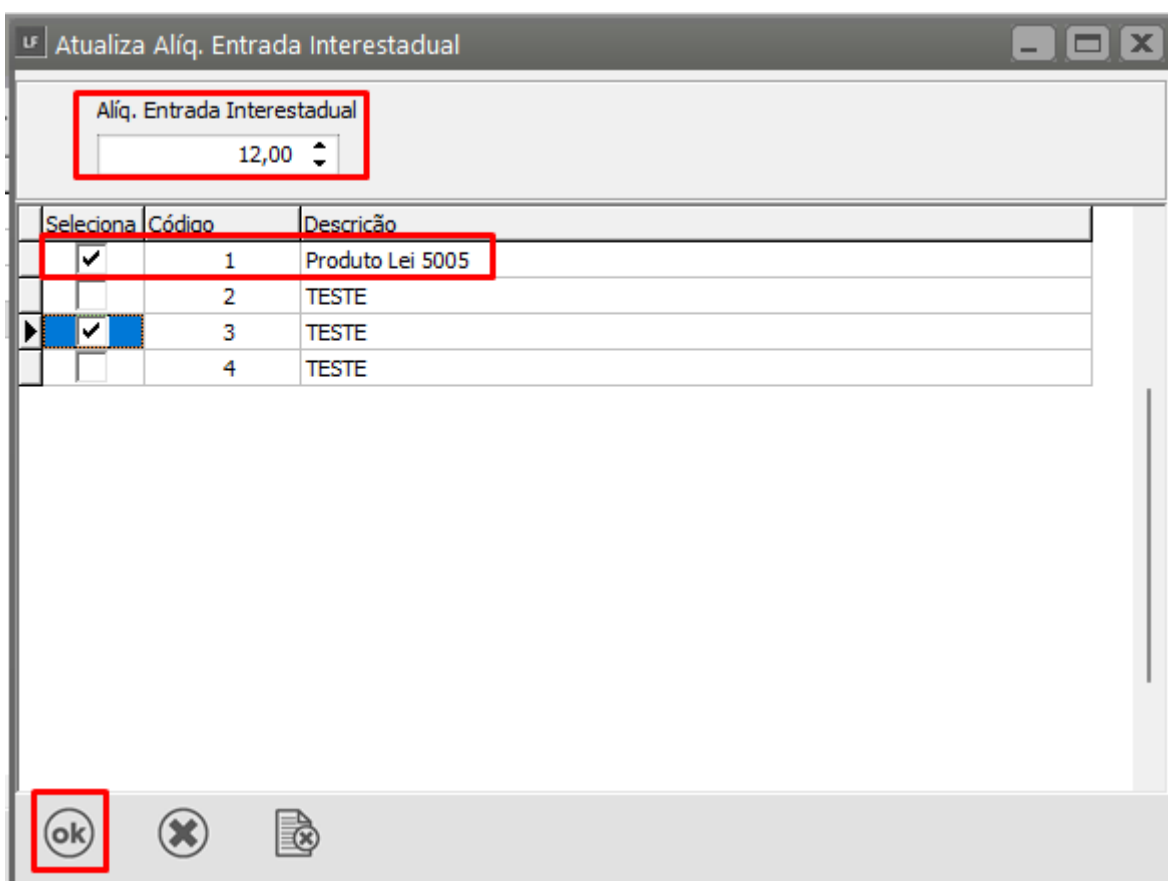 LF Atualiza Alíq. Entrada Interestadual
Alíq. Entrada Interestadual
12,00
Seleciona Código Descrição
1 Produto Lei 5005
2 TESTE
3 TESTE
4 TESTE
ok